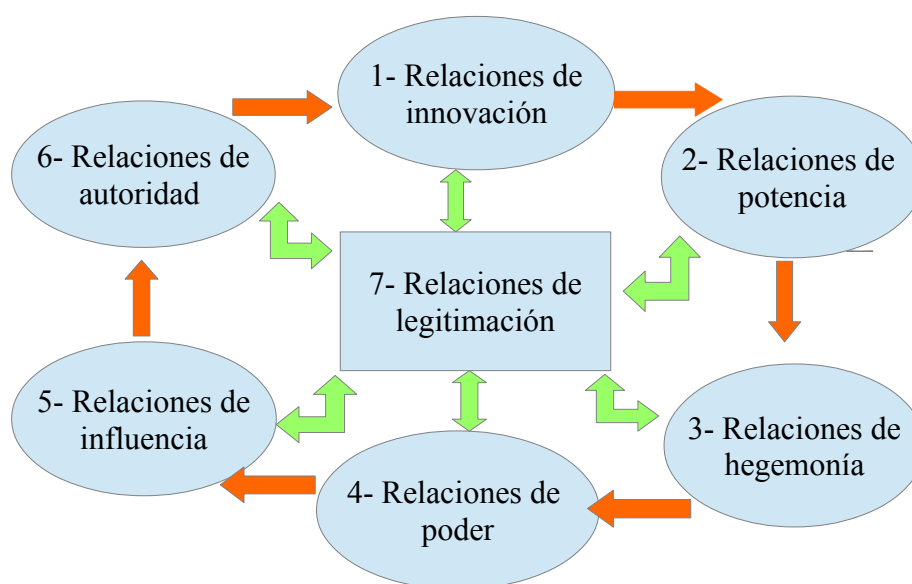 1- Relaciones de
innovación
2- Relaciones de
potencia
3- Relaciones de
hegemonía
4- Relaciones de
poder
5- Relaciones de
influencia
6- Relaciones de
autoridad
7- Relaciones de
legitimación